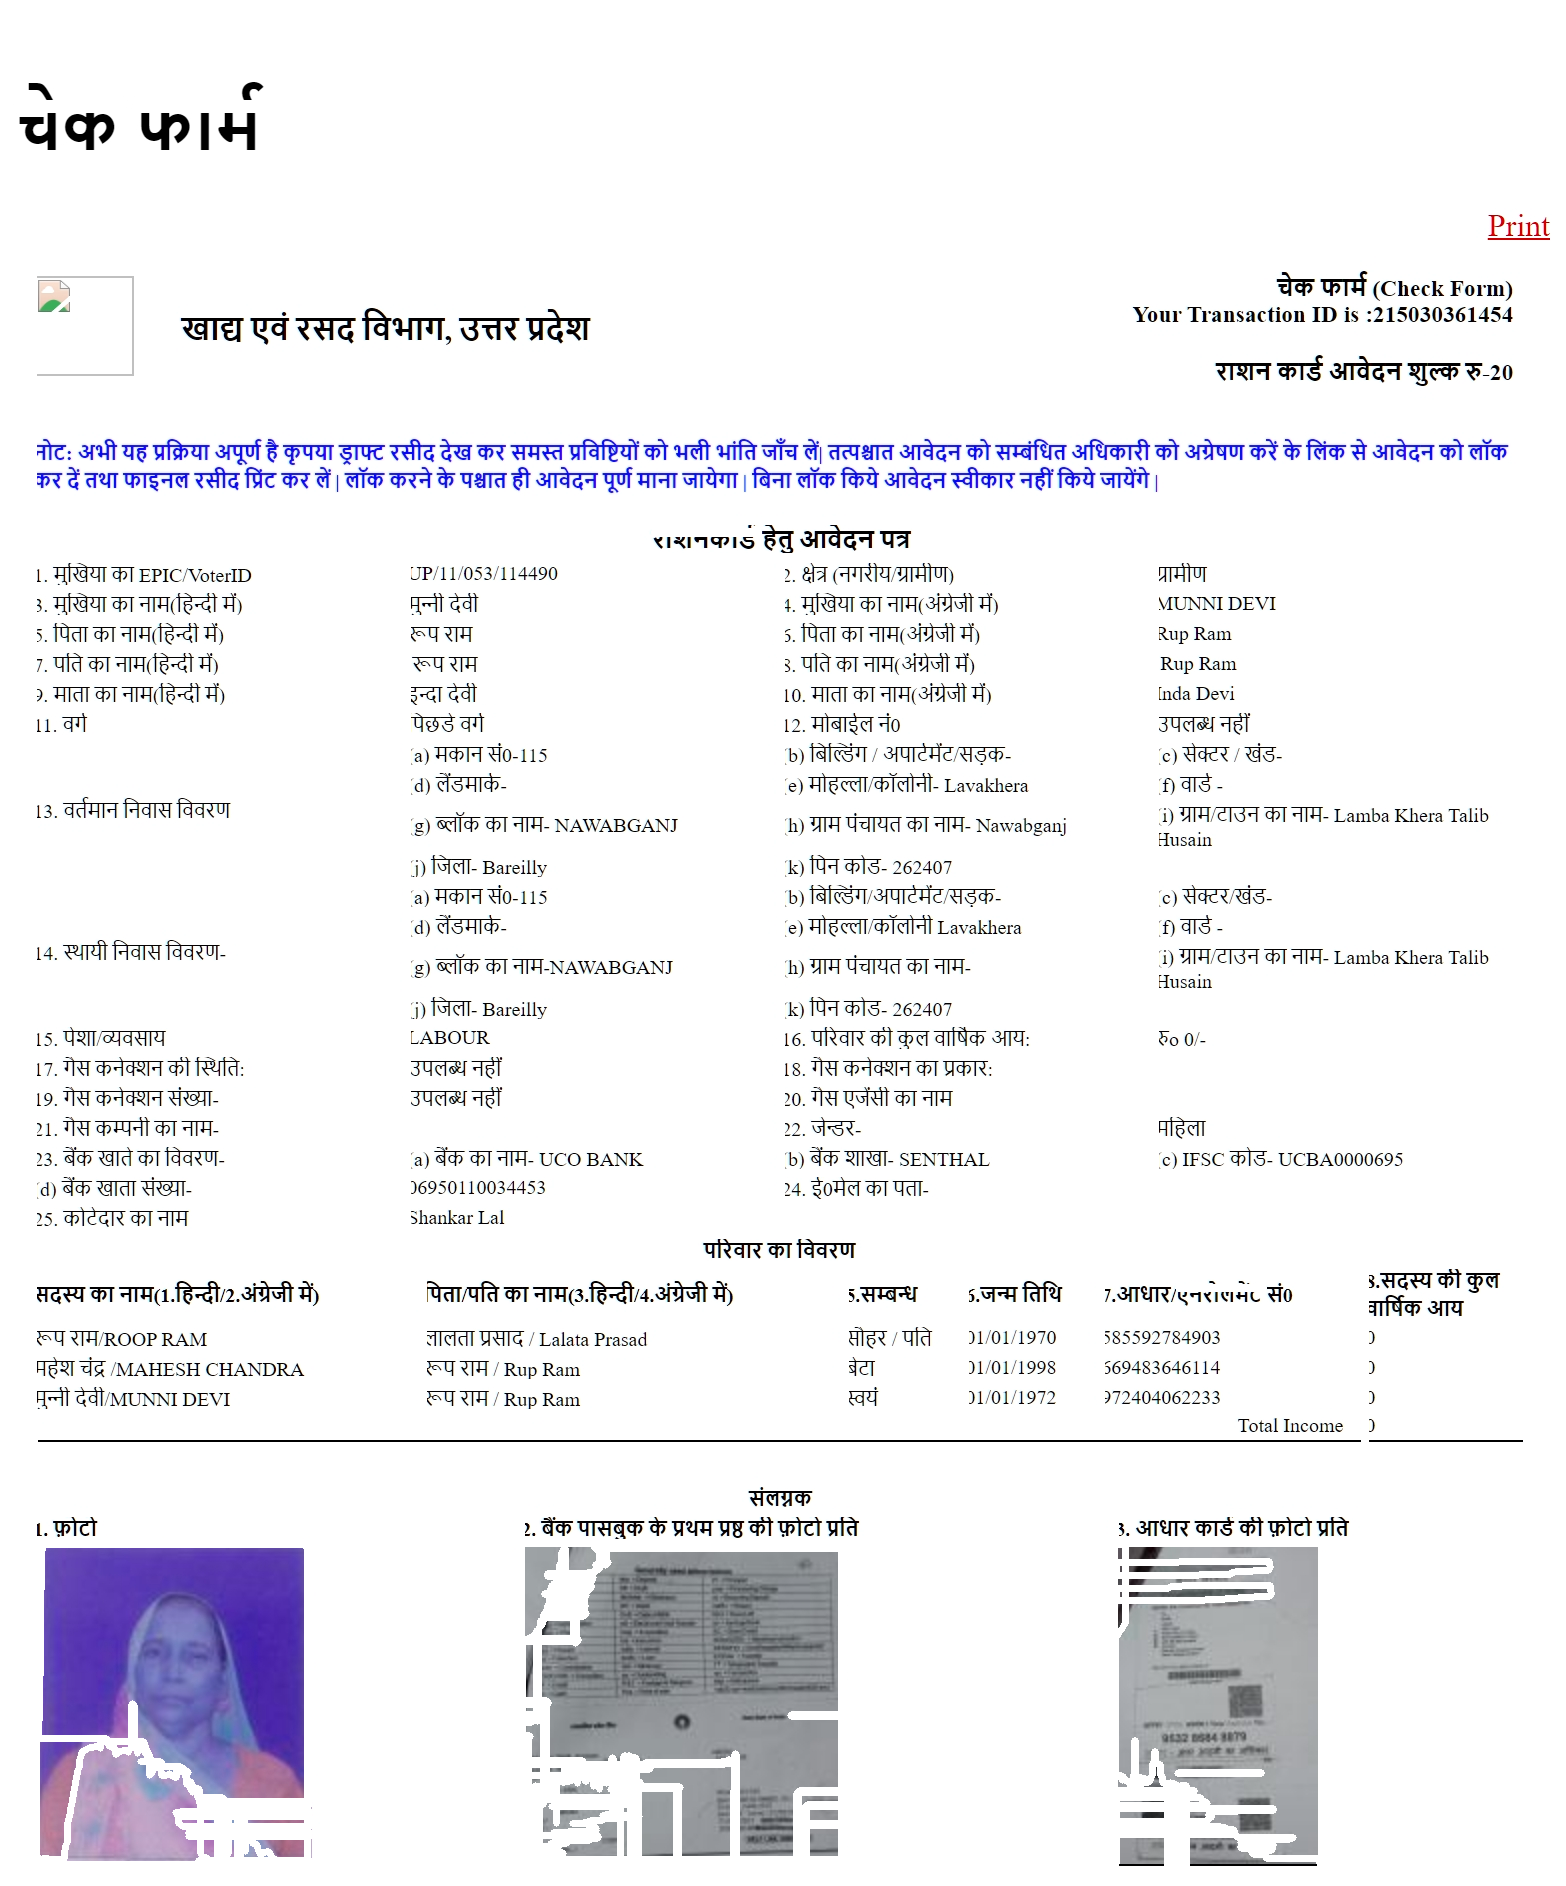 चेक फार्म
Print
चेक फार्म (Check Form)
Your Transaction ID is :215030361454
खाद्य एवं रसद विभाग, उत्तर प्रदेश
राशन कार्ड आवेदन शुल्क रु-20
नोट: अभी यह प्रक्रिया अपूर्ण है कृपया ड्राफ्ट रसीद देख कर समस्त प्रविष्टियों को भली भांति जाँच लें| तत्पश्चात आवेदन को सम्बंधित अधिकारी को अग्रेषण करें के लिंक से आवेदन को लॉक
कर दें तथा फाइनल रसीद प्रिंट कर लें | लॉक करने के पश्चात ही आवेदन पूर्ण माना जायेगा | बिना लॉक किये आवेदन स्वीकार नहीं किये जायेंगे |
राशनकार्ड हेतु आवेदन पत्र
1. मुखिया का EPIC/VoterID UP/11/053/114490 2. क्षेत्र (नगरीय/ग्रामीण) ग्रामीण
3. मुखिया का नाम(हिन्दी में) मुन्नी देवी 4. मुखिया का नाम(अंग्रेजी में) MUNNI DEVI
5. पिता का नाम(हिन्दी में) रूप राम 6. पिता का नाम(अंग्रेजी में) Rup Ram
7. पति का नाम(हिन्दी में) रूप राम 8. पति का नाम(अंग्रेजी में) Rup Ram
9. माता का नाम(हिन्दी में) इन्दा देवी 10. माता का नाम(अंग्रेजी में) Inda Devi
11. वर्ग पिछडे वर्ग 12. मोबाईल नं0 उपलब्ध नहीं
(a) मकान सं0-115 (b) बिल्डिंग / अपार्टमेंट/सड़क- (c) सेक्टर / खंड-
(d) लैंडमार्क- (e) मोहल्ला/कॉलोनी- Lavakhera (f) वार्ड -
13. वर्तमान निवास विवरण (g) ब्लॉक का नाम- NAWABGANJ (h) ग्राम पंचायत का नाम- Nawabganj (i) ग्राम/टाउन का नाम- Lamba Khera Talib
Husain
(j) जिला- Bareilly (k) पिन कोड- 262407
(a) मकान सं0-115 (b) बिल्डिंग/अपार्टमेंट/सड़क- (c) सेक्टर/खंड-
(d) लैंडमार्क- (e) मोहल्ला/कॉलोनी Lavakhera (f) वार्ड -
14. स्थायी निवास विवरण- (g) ब्लॉक का नाम-NAWABGANJ (h) ग्राम पंचायत का नाम- (i) ग्राम/टाउन का नाम- Lamba Khera Talib
Husain
(j) जिला- Bareilly (k) पिन कोड- 262407
15. पेशा/व्यवसाय LABOUR 16. परिवार की कुल वार्षिक आय: रु0 0/-
17. गैस कनेक्शन की स्थिति: उपलब्ध नहीं 18. गैस कनेक्शन का प्रकार:
19. गैस कनेक्शन संख्या- उपलब्ध नहीं 20. गैस एजेंसी का नाम
21. गैस कम्पनी का नाम- 22. जेन्डर- महिला
23. बैंक खाते का विवरण- (a) बैंक का नाम- UCO BANK (b) बैंक शाखा- SENTHAL (c) IFSC कोड- UCBA0000695
(d) बैंक खाता संख्या- 06950110034453 24. ई0मेल का पता-
25. कोटेदार का नाम Shankar Lal
परिवार का विवरण
सदस्य का नाम(1.हिन्दी/2.अंग्रेजी में) पिता/पति का नाम(3.हिन्दी/4.अंग्रेजी में) 5.सम्बन्ध 6.जन्म तिथि 7.आधार/एनरोलमेंट सं0 8.सदस्य की कुल
वार्षिक आय
रूप राम/ROOP RAM लालता प्रसाद / Lalata Prasad सौहर / पति 01/01/1970 585592784903 0
महेश चंद्र /MAHESH CHANDRA रूप राम / Rup Ram बेटा 01/01/1998 669483646114 0
मुन्नी देवी/MUNNI DEVI रूप राम / Rup Ram स्वयं 01/01/1972 972404062233 0
Total Income 0
संलग्नक
1. फ़ोटो 2. बैंक पासबुक के प्रथम प्रष्ठ की फ़ोटो प्रति 3. आधार कार्ड की फ़ोटो प्रति